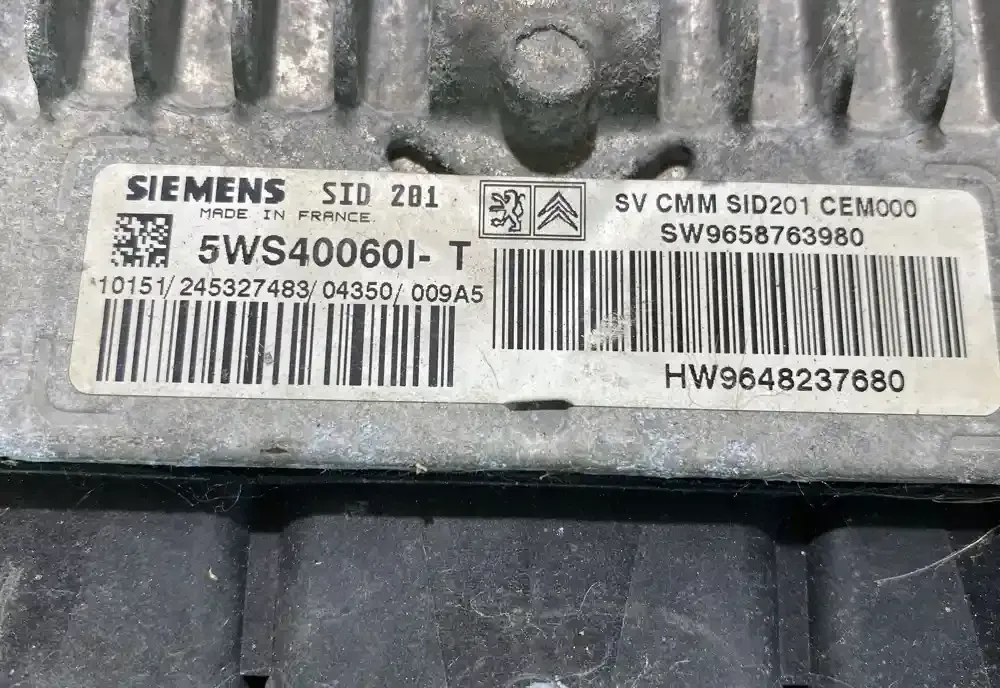 SIEMENS SID 201
MADE IN FRANCE.
5WS40060I- T
10151/ 245327483/ 04350/ 009A5
SV CMM SID201 CEM000
SW9658763980
HW9648237680